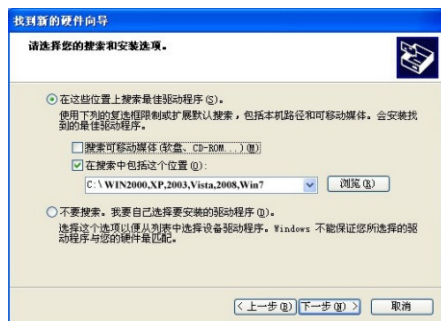 找到新的硬件向导
请选择您的搜索和安装选项。
在这些位置上搜索最佳驱动程序(S)。
使用下列的复选框限制或扩展默认搜索，包括本机路径和可移动媒体。会安装找
到的最佳驱动程序。
搜索可移动媒体(软盘、CD-ROM...)(M)
在搜索中包括这个位置(O):
C:\WIN2000,XP,2003,Vista,2008,Win7
浏览(R)
不要搜索。我要自己选择要安装的驱动程序(D)。
选择这个选项以便从列表中选择设备驱动程序。Windows 不能保证您所选择的驱
动程序与您的硬件最匹配。
<上一步(B) 下一步(N)> 取消